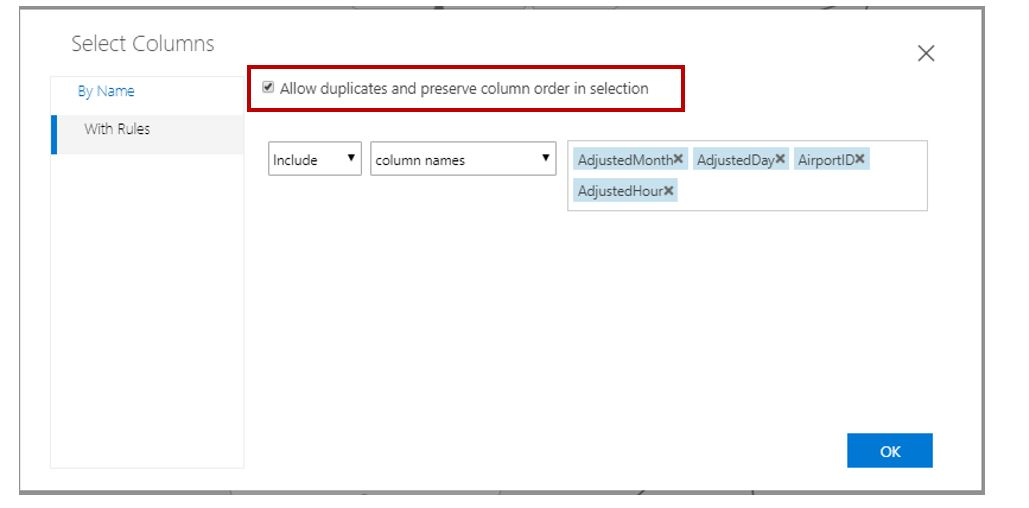 Select Columns
By Name
With Rules
Allow duplicates and preserve column order in selection
Include column names AdjustedMonth AdjustedDay AirportID
AdjustedHour
OK